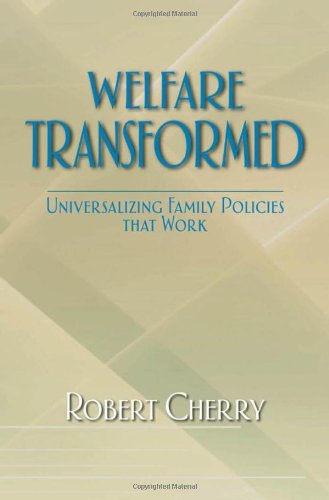 WELFARE
TRANSFORMED
UNIVERSALIZING FAMILY POLICIES
THAT WORK
ROBERT CHERRY